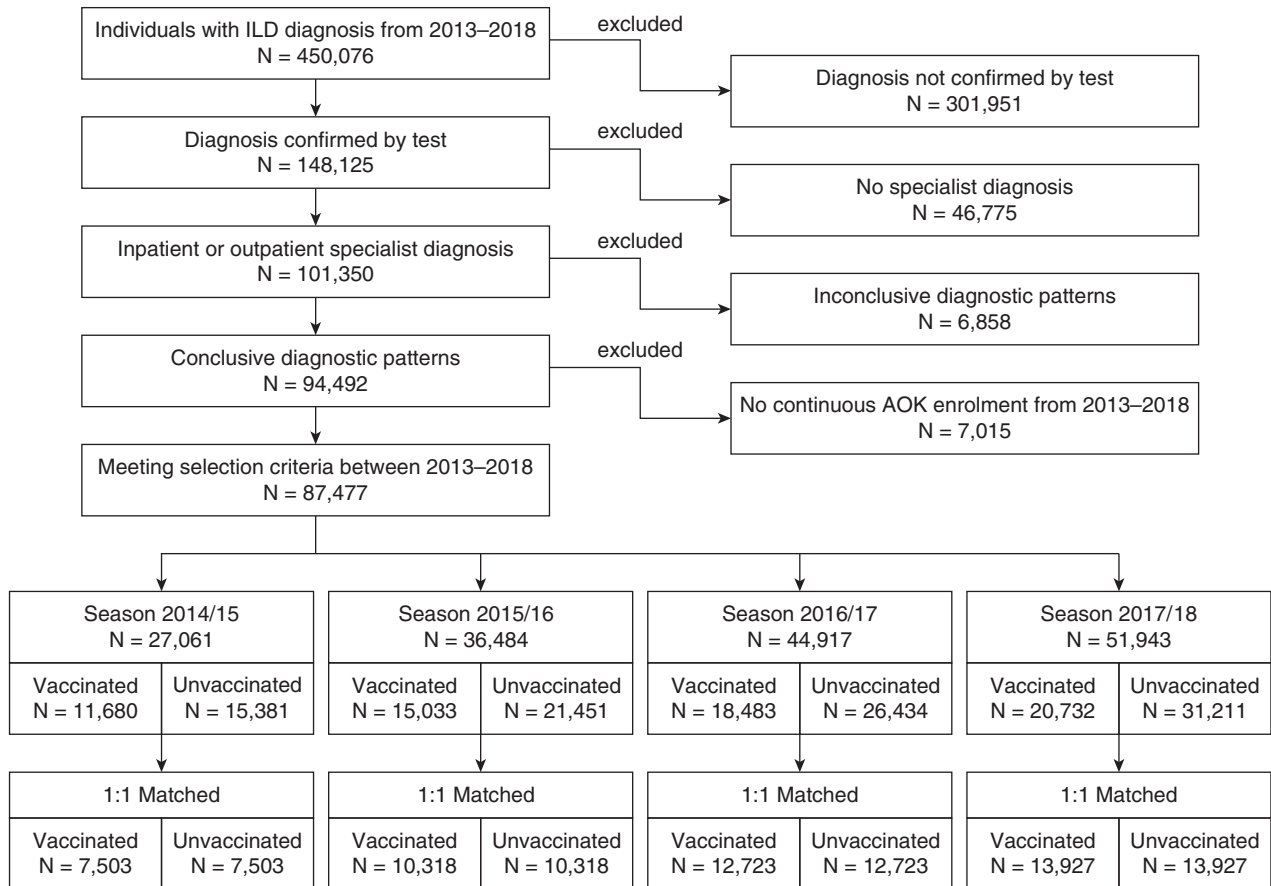 Individuals with ILD diagnosis from 2013–2018
N = 450,076
excluded
Diagnosis not confirmed by test
N = 301,951
Diagnosis confirmed by test
N = 148,125
excluded
No specialist diagnosis
N = 46,775
Inpatient or outpatient specialist diagnosis
N = 101,350
excluded
Inconclusive diagnostic patterns
N = 6,858
Conclusive diagnostic patterns
N = 94,492
excluded
No continuous AOK enrolment from 2013–2018
N = 7,015
Meeting selection criteria between 2013–2018
N = 87,477
Season 2014/15
N = 27,061
Vaccinated
N = 11,680
Unvaccinated
N = 15,381
1:1 Matched
Vaccinated
N = 7,503
Unvaccinated
N = 7,503
Season 2015/16
N = 36,484
Vaccinated
N = 15,033
Unvaccinated
N = 21,451
1:1 Matched
Vaccinated
N = 10,318
Unvaccinated
N = 10,318
Season 2016/17
N = 44,917
Vaccinated
N = 18,483
Unvaccinated
N = 26,434
1:1 Matched
Vaccinated
N = 12,723
Unvaccinated
N = 12,723
Season 2017/18
N = 51,943
Vaccinated
N = 20,732
Unvaccinated
N = 31,211
1:1 Matched
Vaccinated
N = 13,927
Unvaccinated
N = 13,927